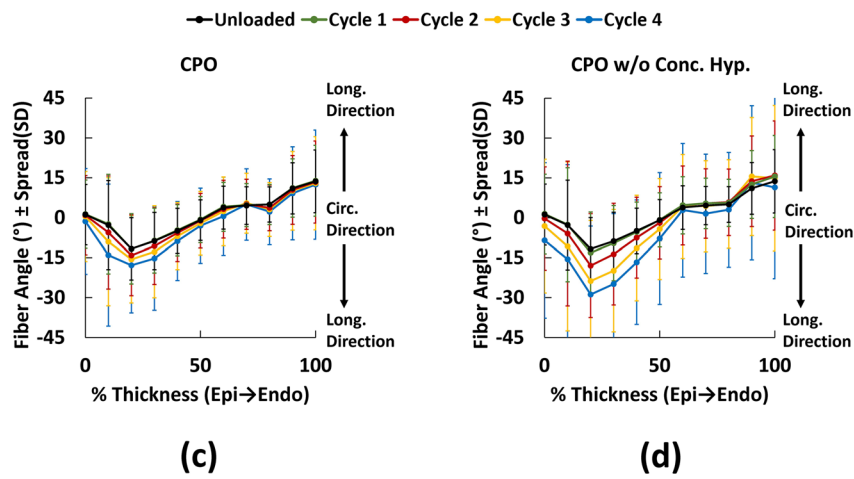 Unloaded Cycle 1 Cycle 2 Cycle 3 Cycle 4
CPO
Fiber Angle (°) ± Spread(SD)
45
30
15
0
-15
-30
-45
0 50 100
% Thickness (Epi→Endo)
Long.
Direction
Circ.
Direction
Long.
Direction
(c)
CPO w/o Conc. Hyp.
Fiber Angle (°) ± Spread(SD)
45
30
15
0
-15
-30
-45
0 50 100
% Thickness (Epi→Endo)
Long.
Direction
Circ.
Direction
Long.
Direction
(d)